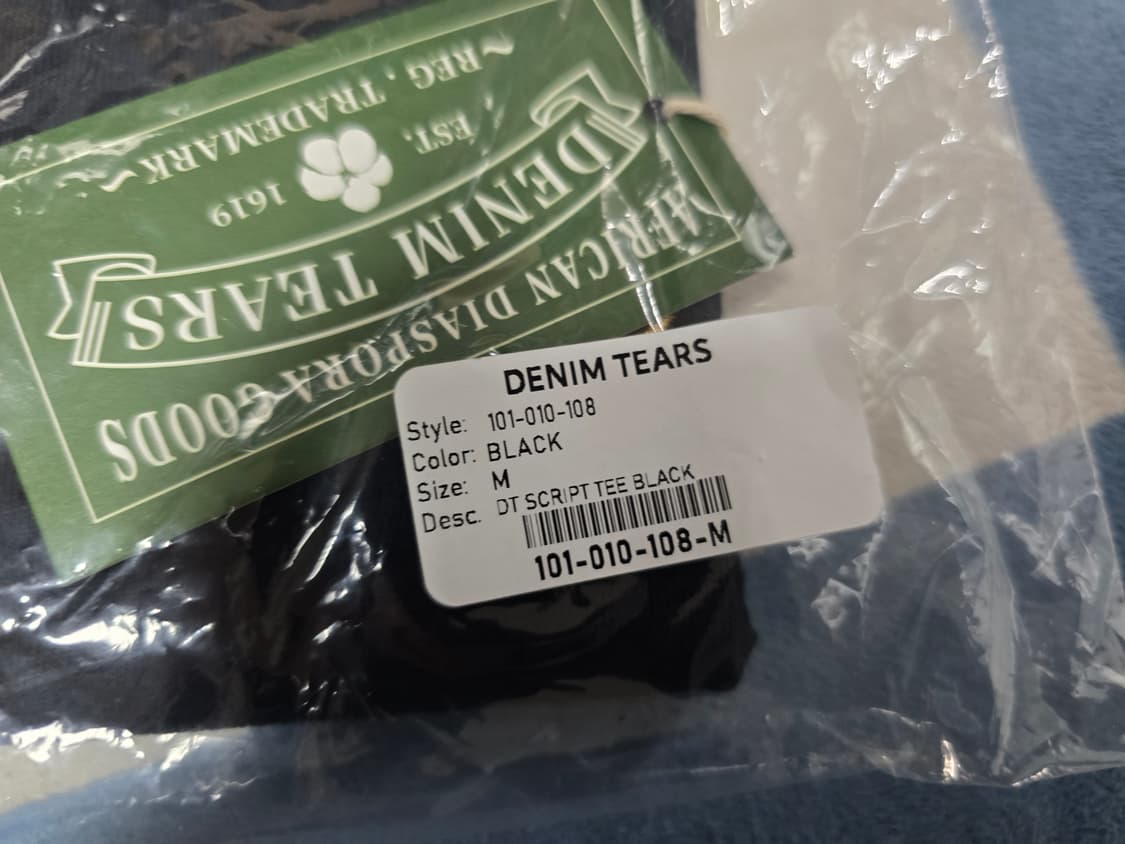 AFRICAN DIASPORA GOODS
DENIM TEARS
EST. 1619
~REG, TRADEMARK~
DENIM TEARS
Style: 101-010-108
Color: BLACK
Size: M
Desc. DT SCRIPT TEE BLACK
101-010-108-M